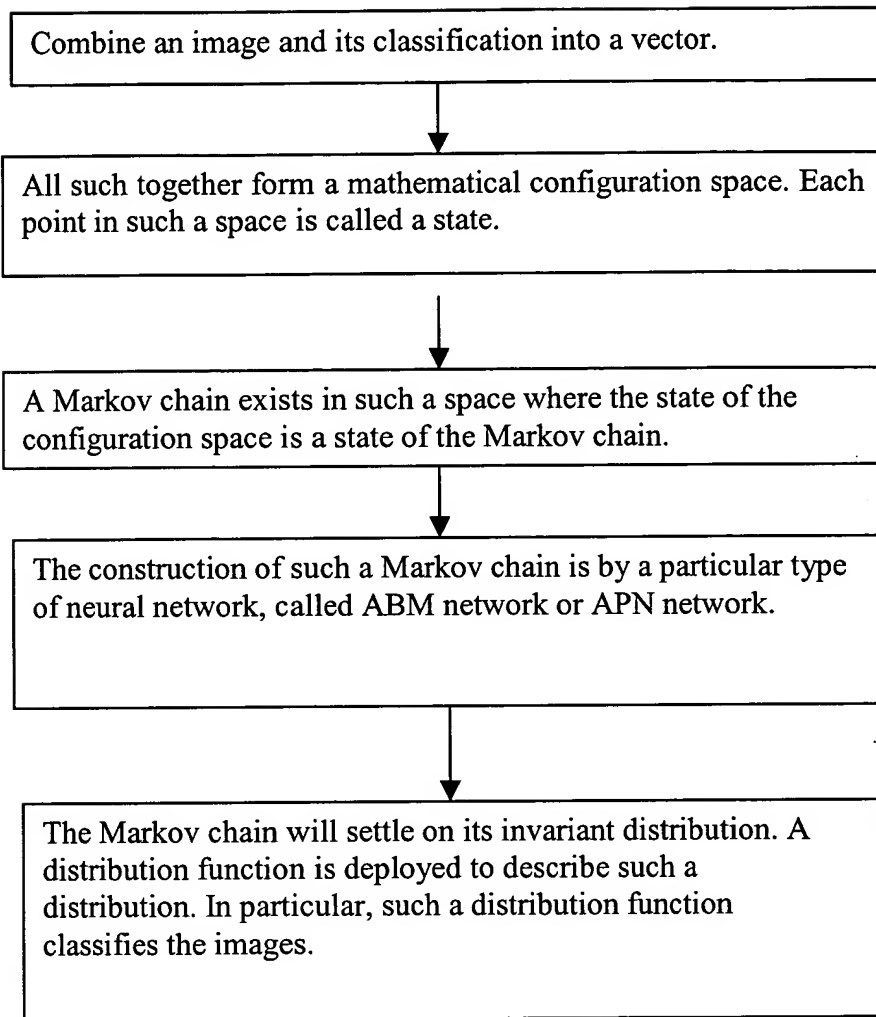 Combine an image and its classification into a vector.
All such together form a mathematical configuration space. Each
point in such a space is called a state.
A Markov chain exists in such a space where the state of the
configuration space is a state of the Markov chain.
The construction of such a Markov chain is by a particular type
of neural network, called ABM network or APN network.
The Markov chain will settle on its invariant distribution. A
distribution function is deployed to describe such a
distribution. In particular, such a distribution function
classifies the images.